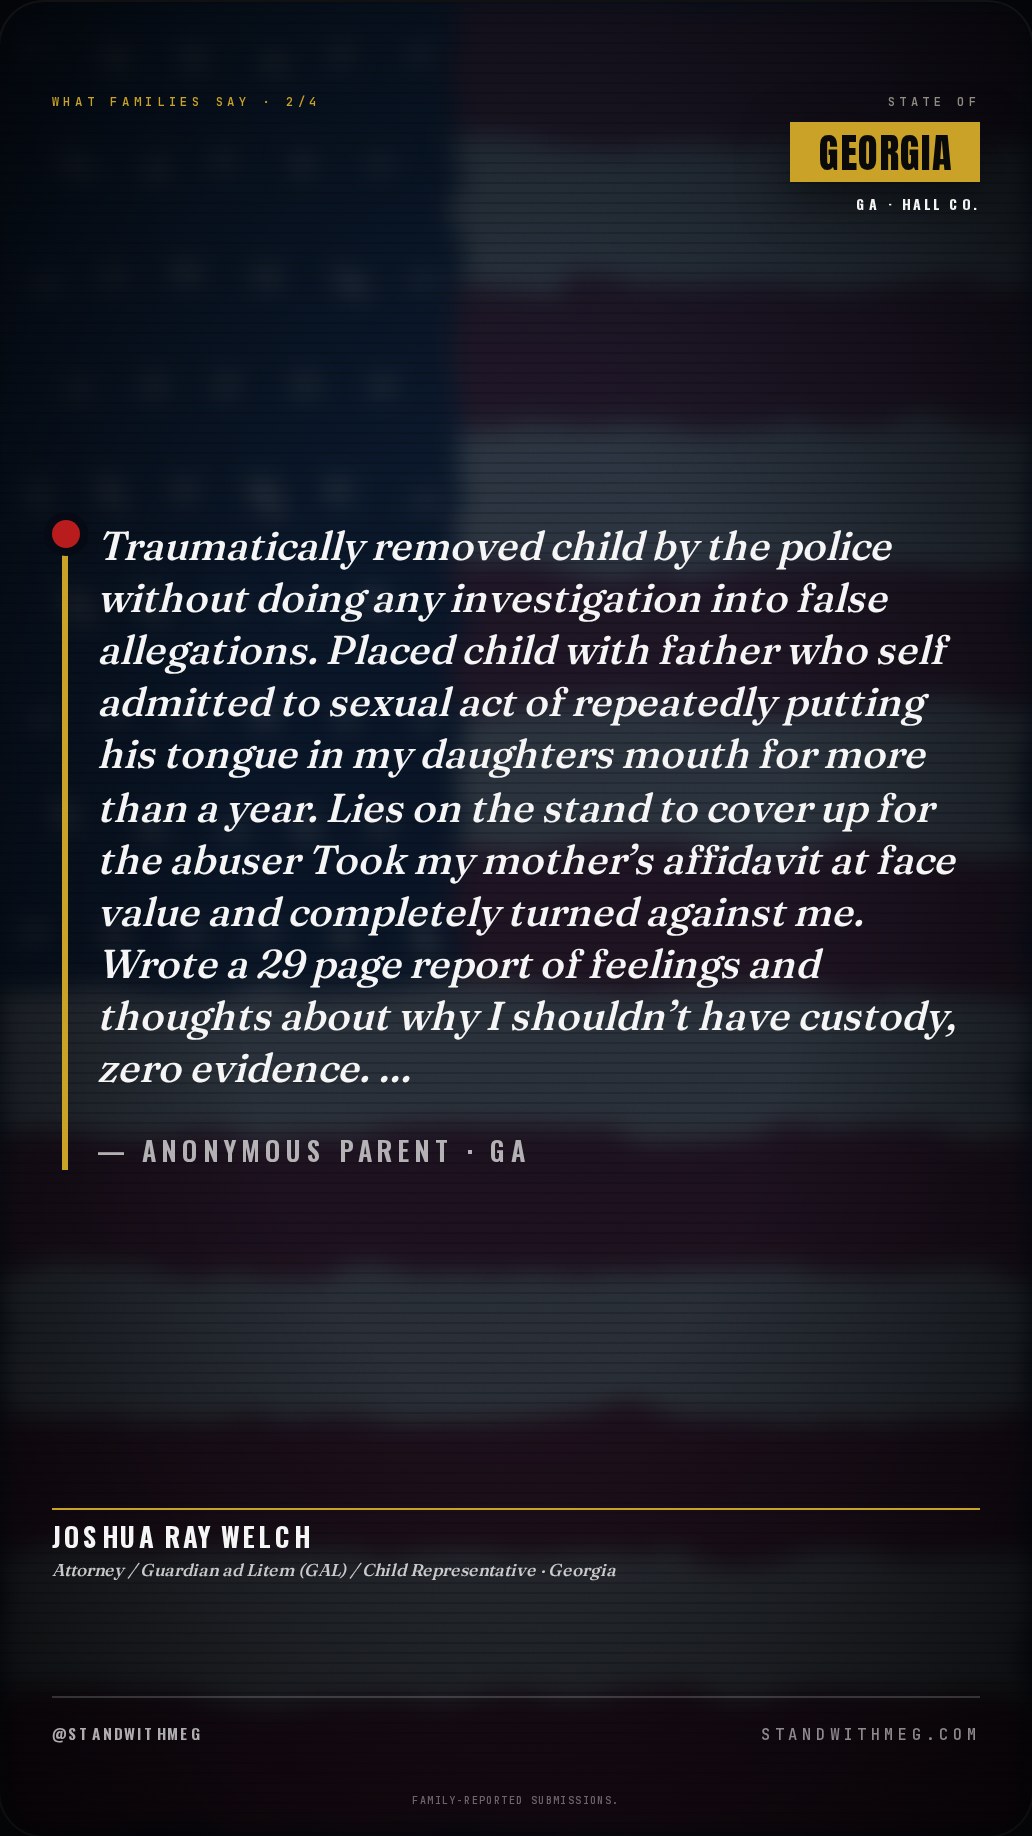 WHAT FAMILIES SAY · 2/4
STATE OF
GEORGIA
GA · HALL CO.
Traumatically removed child by the police
without doing any investigation into false
allegations. Placed child with father who self
admitted to sexual act of repeatedly putting
his tongue in my daughters mouth for more
than a year. Lies on the stand to cover up for
the abuser Took my mother’s affidavit at face
value and completely turned against me.
Wrote a 29 page report of feelings and
thoughts about why I shouldn’t have custody,
zero evidence. ...
— ANONYMOUS PARENT · GA
JOSHUA RAY WELCH
Attorney / Guardian ad Litem (GAL) / Child Representative · Georgia
@STANDWITHMEG
STANDWITHMEG.COM
FAMILY-REPORTED SUBMISSIONS.